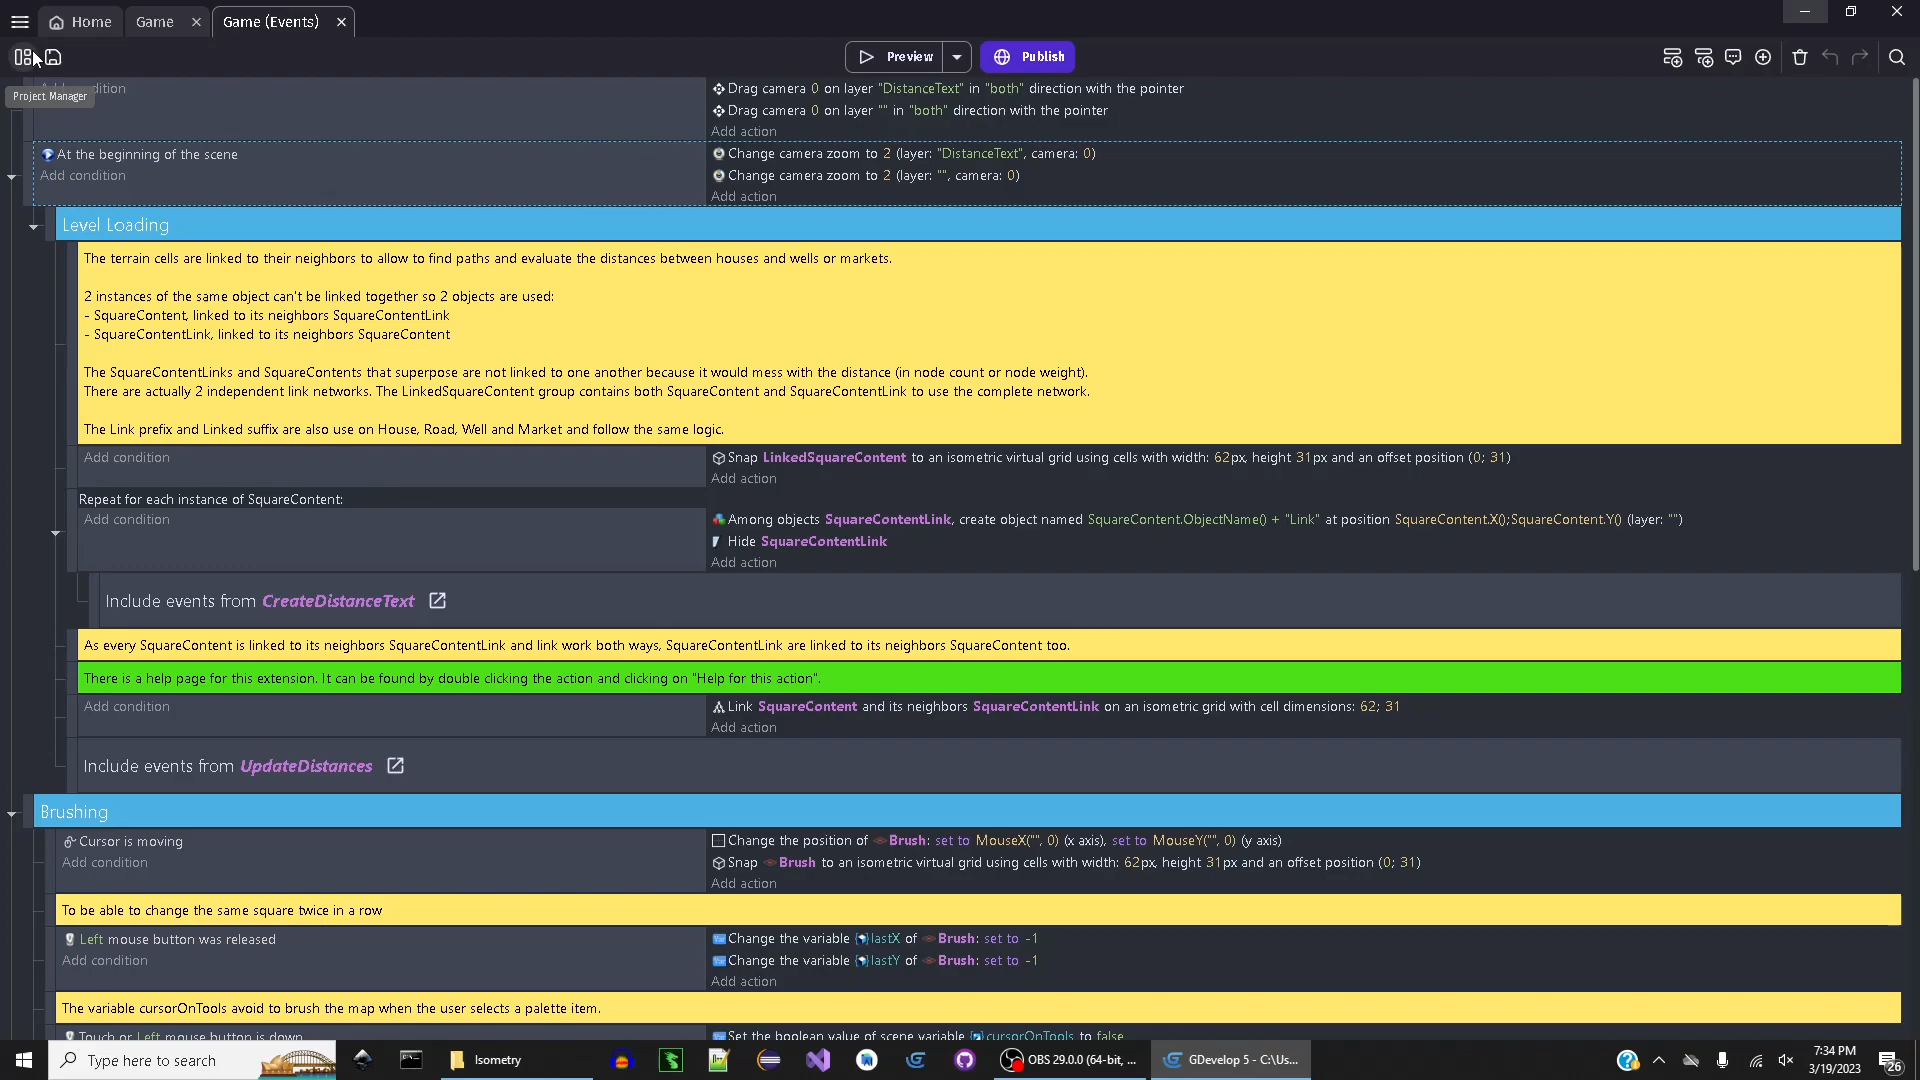 Home
Game
Game (Events)
Preview
Publish
Project Manager
Drag camera 0 on layer "DistanceText" in "both" direction with the pointer
Drag camera 0 on layer "" in "both" direction with the pointer
Add action
At the beginning of the scene
Add condition
Change camera zoom to 2 (layer: "DistanceText", camera: 0)
Change camera zoom to 2 (layer: "", camera: 0)
Add action
Level Loading
The terrain cells are linked to their neighbors to allow to find paths and evaluate the distances between houses and wells or markets.
2 instances of the same object can't be linked together so 2 objects are used:
- SquareContent, linked to its neighbors SquareContentLink
- SquareContentLink, linked to its neighbors SquareContent
The SquareContentLinks and SquareContents that superpose are not linked to one another because it would mess with the distance (in node count or node weight).
There are actually 2 independent link networks. The LinkedSquareContent group contains both SquareContent and SquareContentLink to use the complete network.
The Link prefix and Linked suffix are also use on House, Road, Well and Market and follow the same logic.
Add condition
Snap LinkedSquareContent to an isometric virtual grid using cells with width: 62px, height 31px and an offset position (0; 31)
Add action
Repeat for each instance of SquareContent:
Add condition
Among objects SquareContentLink, create object named SquareContent.ObjectName() + "Link" at position SquareContent.X();SquareContent.Y() (layer: "")
Hide SquareContentLink
Add action
Include events from CreateDistanceText
As every SquareContent is linked to its neighbors SquareContentLink and link work both ways, SquareContentLink are linked to its neighbors SquareContent too.
There is a help page for this extension. It can be found by double clicking the action and clicking on "Help for this action".
Add condition
Link SquareContent and its neighbors SquareContentLink on an isometric grid with cell dimensions: 62; 31
Add action
Include events from UpdateDistances
Brushing
Cursor is moving
Add condition
Change the position of Brush: set to MouseX("", 0) (x axis), set to MouseY("", 0) (y axis)
Snap Brush to an isometric virtual grid using cells with width: 62px, height 31px and an offset position (0; 31)
Add action
To be able to change the same square twice in a row
Left mouse button was released
Add condition
Change the variable lastX of Brush: set to -1
Change the variable lastY of Brush: set to -1
Add action
The variable cursorOnTools avoid to brush the map when the user selects a palette item.
Touch or Left mouse button is down
Set the boolean value of scene variable cursorOnTools to false
Type here to search
Isometry
OBS 29.0.0 (64-bit, ...
GDevelop 5 - C:\Us...
7:34 PM
3/19/2023
26